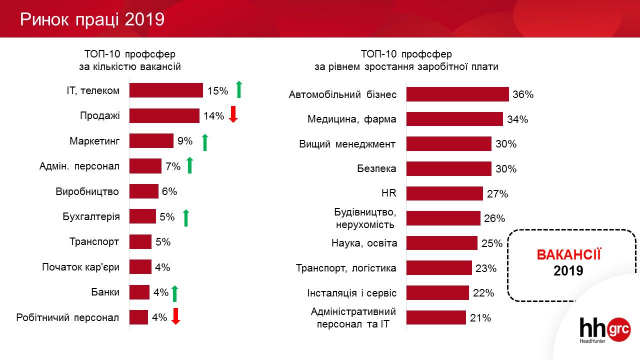 Ринок праці 2019
ТОП-10 профсфер
за кількістю вакансій
ІТ, телеком 15%
Продажі 14%
Маркетинг 9%
Адмін. персонал 7%
Виробництво 6%
Бухгалтерія 5%
Транспорт 5%
Початок кар'єри 4%
Банки 4%
Робітничий персонал 4%
ТОП-10 профсфер
за рівнем зростання заробітної плати
Автомобільний бізнес 36%
Медицина, фарма 34%
Вищий менеджмент 30%
Безпека 30%
HR 27%
Будівництво,
нерухомість 26%
Наука, освіта 25%
Транспорт, логістика 23%
Інсталяція і сервіс 22%
Адміністративний
персонал та ІТ 21%
ВАКАНСІЇ
2019
hh grc
HeadHunter